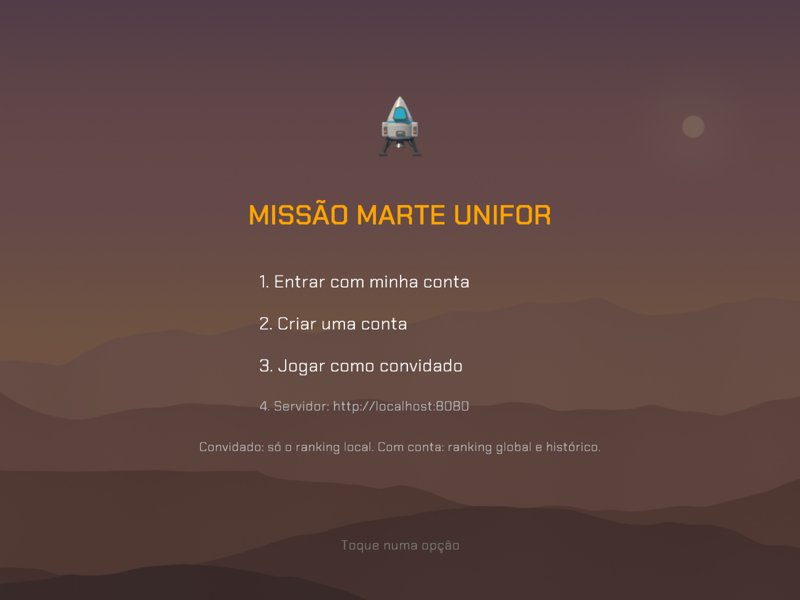 MISSÃO MARTE UNIFOR
1. Entrar com minha conta
2. Criar uma conta
3. Jogar como convidado
4. Servidor: http://localhost:8080
Convidado: só o ranking local. Com conta: ranking global e histórico.
Toque numa opção